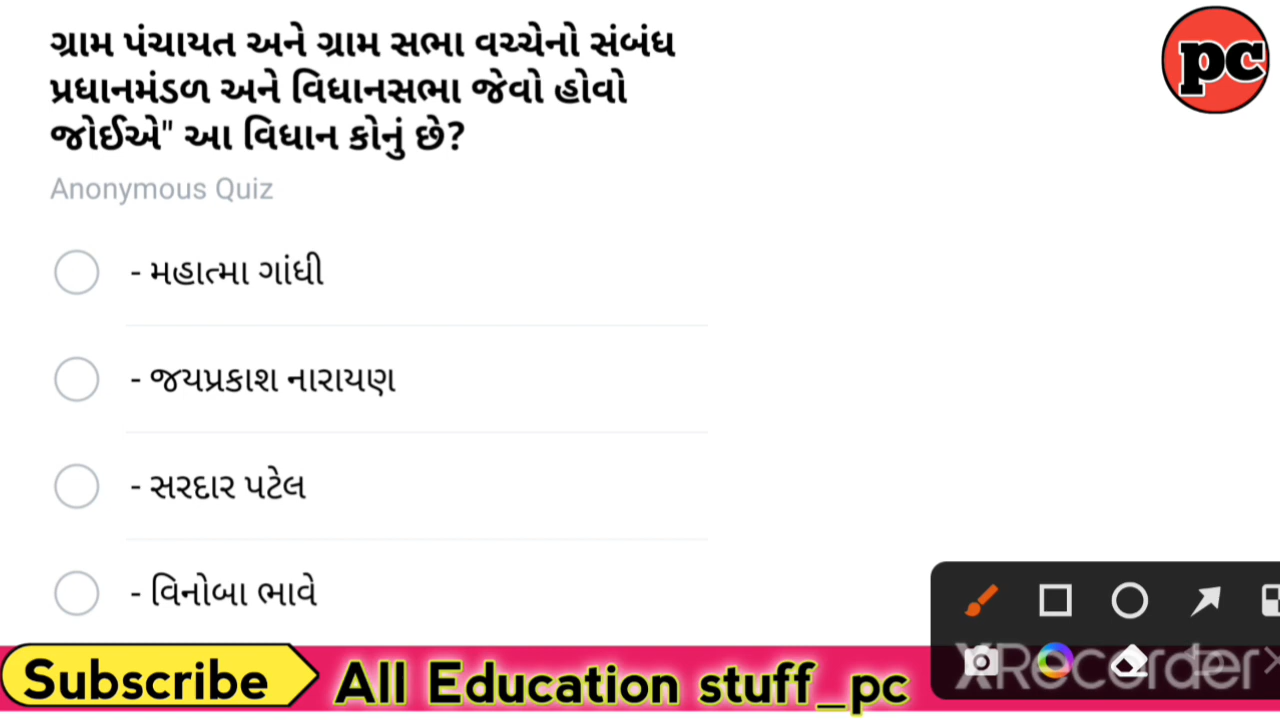 ગ્રામ પંચાયત અને ગ્રામ સભા વચ્ચેનો સંબંધ
પ્રધાનમંડળ અને વિધાનસભા જેવો હોવો
જોઈએ" આ વિધાન કોનું છે?
pc
Anonymous Quiz
- મહાત્મા ગાંધી
- જયપ્રકાશ નારાયણ
- સરદાર પટેલ
- વિનોબા ભાવે
Subscribe All Education stuff_pc
XRecorder